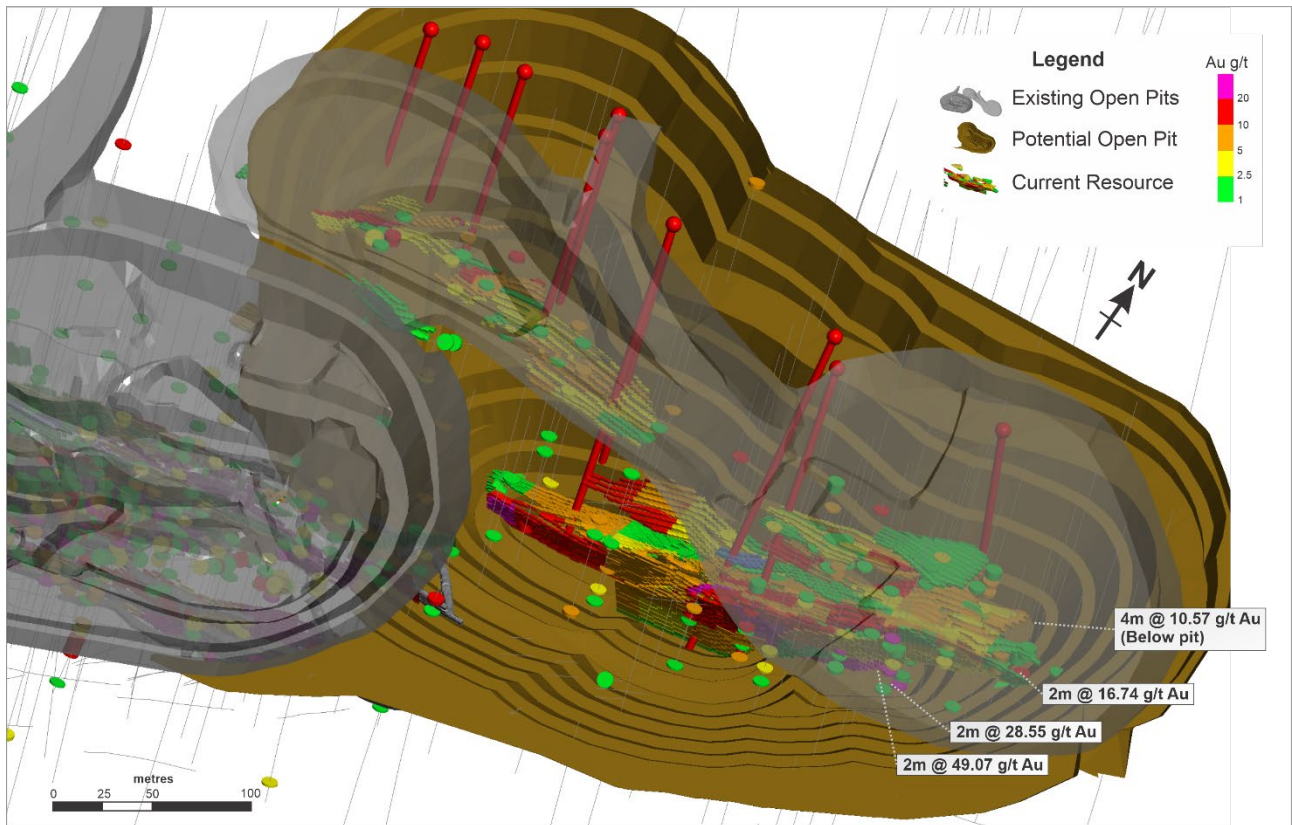 Legend
Au g/t
Existing Open Pits
Potential Open Pit
Current Resource
20
10
5
2.5
1
N
4m @ 10.57 g/t Au
(Below pit)
2m @ 16.74 g/t Au
2m @ 28.55 g/t Au
2m @ 49.07 g/t Au
metres
0 25 50 100